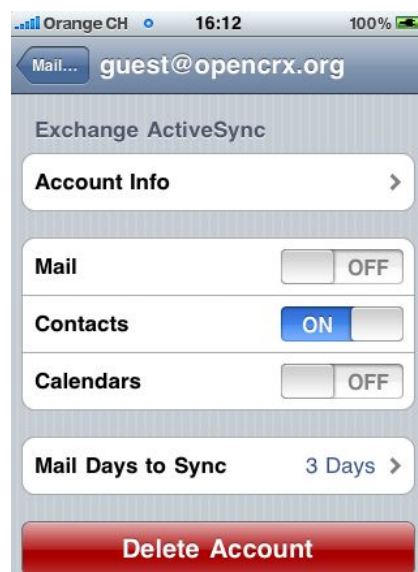 Orange CH 16:12 100%
Mail... guest@opencrx.org
Exchange ActiveSync
Account Info
Mail OFF
Contacts ON
Calendars OFF
Mail Days to Sync 3 Days
Delete Account